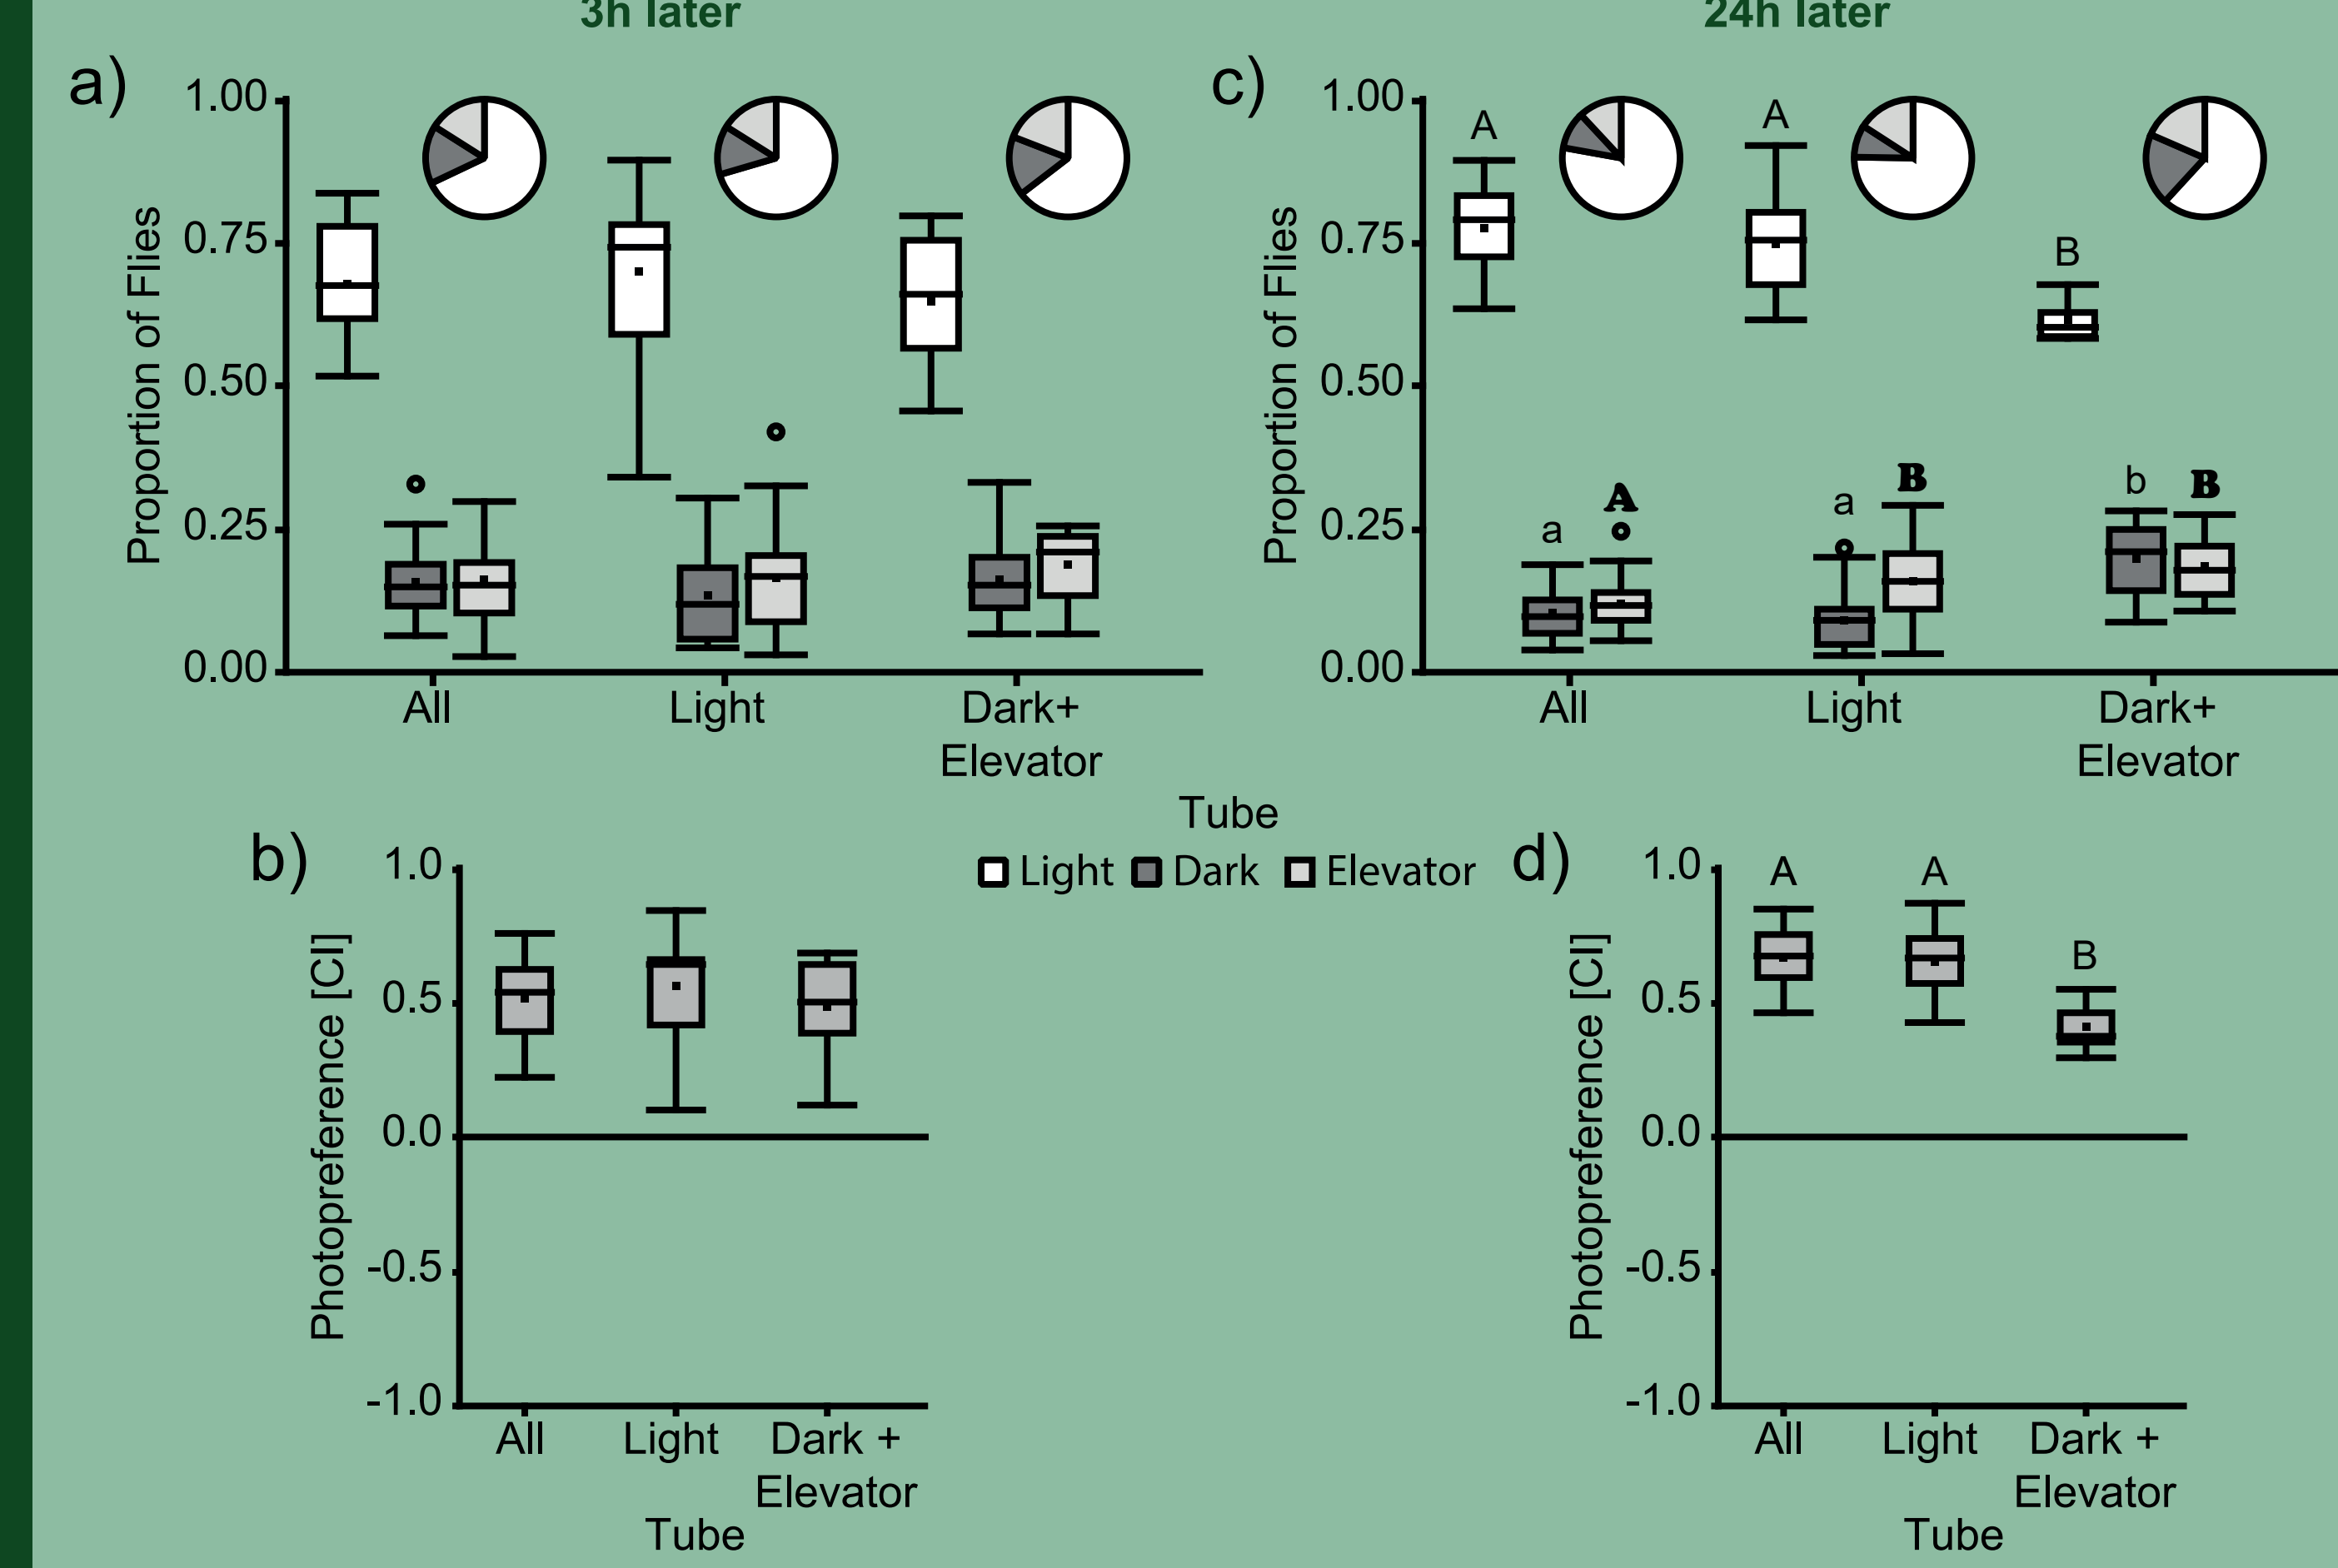 3h later
24h later
a)
Proportion of Flies
1.00
0.75
0.50
0.25
0.00
All
Light
Dark+
Elevator
c)
Proportion of Flies
1.00
0.75
0.50
0.25
0.00
A
a
A
A
a
B
B
b
B
All
Light
Dark+
Elevator
Tube
Light
Dark
Elevator
b)
Photopreference [CI]
1.0
0.5
0.0
-0.5
-1.0
All
Light
Dark +
Elevator
Tube
d)
Photopreference [CI]
1.0
0.5
0.0
-0.5
-1.0
A
A
B
All
Light
Dark +
Elevator
Tube